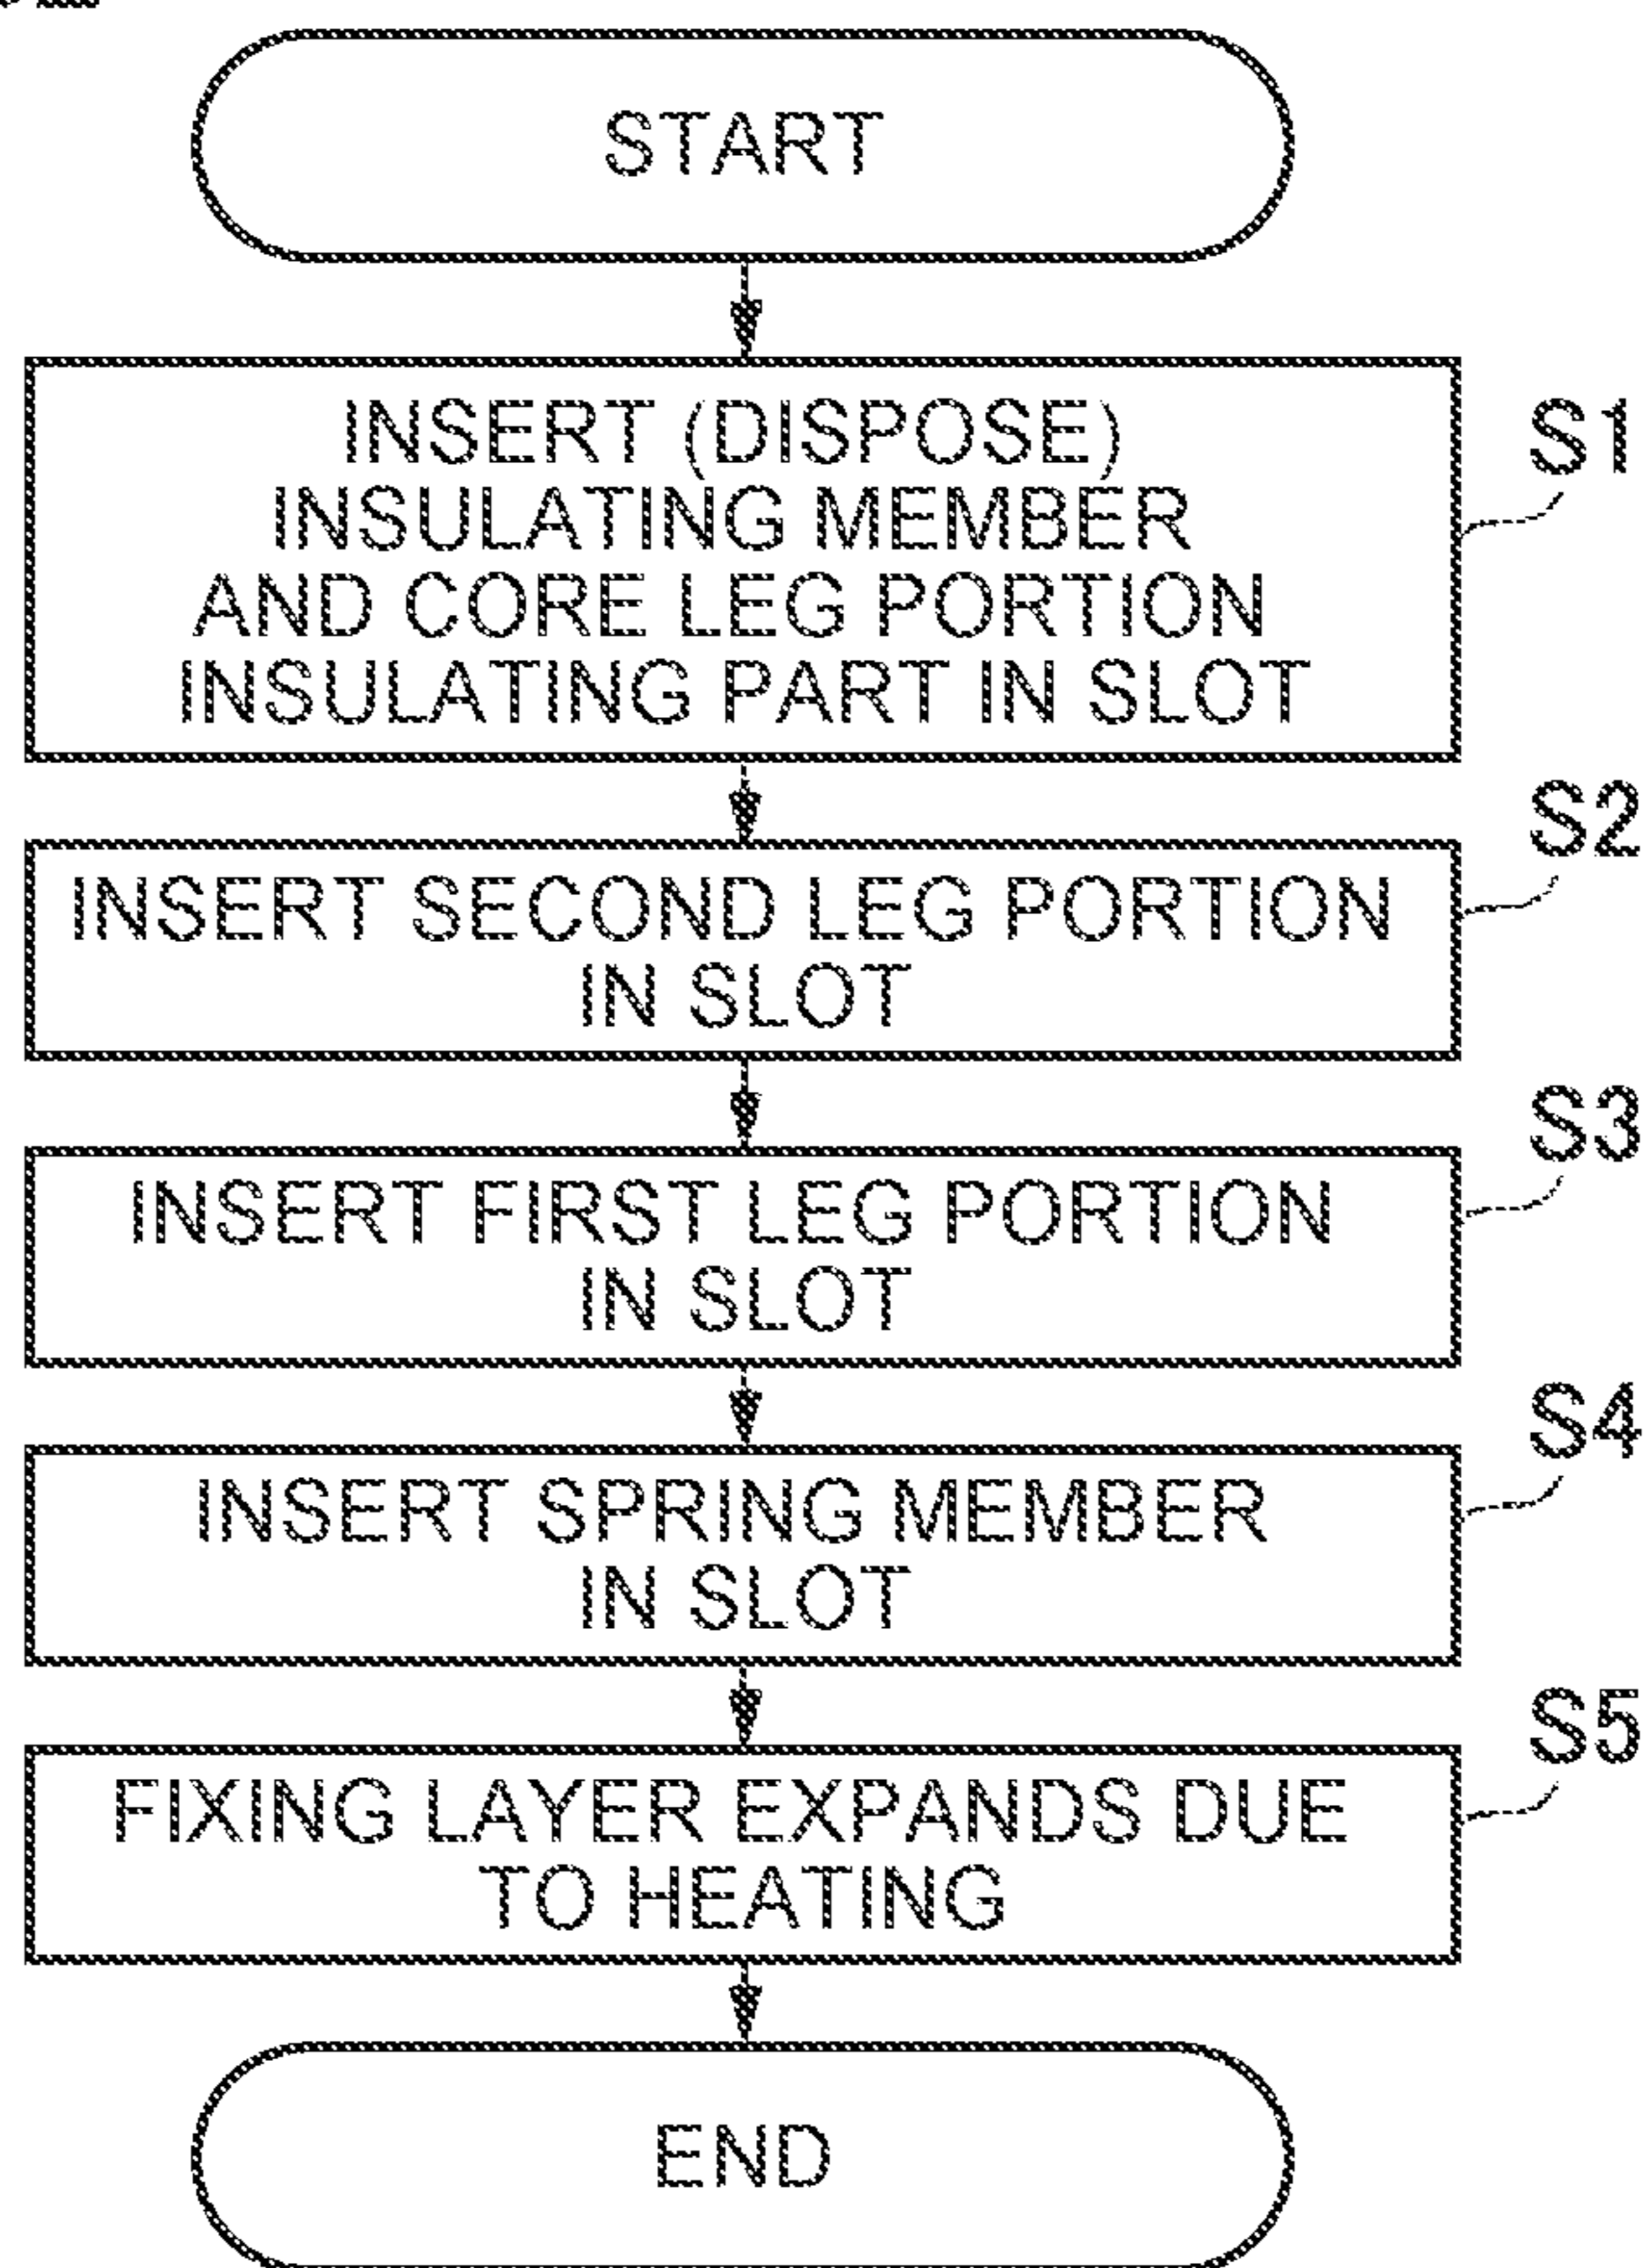 START
INSERT (DISPOSE)
INSULATING MEMBER
AND CORE LEG PORTION
INSULATING PART IN SLOT
S1
INSERT SECOND LEG PORTION
IN SLOT
S2
INSERT FIRST LEG PORTION
IN SLOT
S3
INSERT SPRING MEMBER
IN SLOT
S4
FIXING LAYER EXPANDS DUE
TO HEATING
S5
END